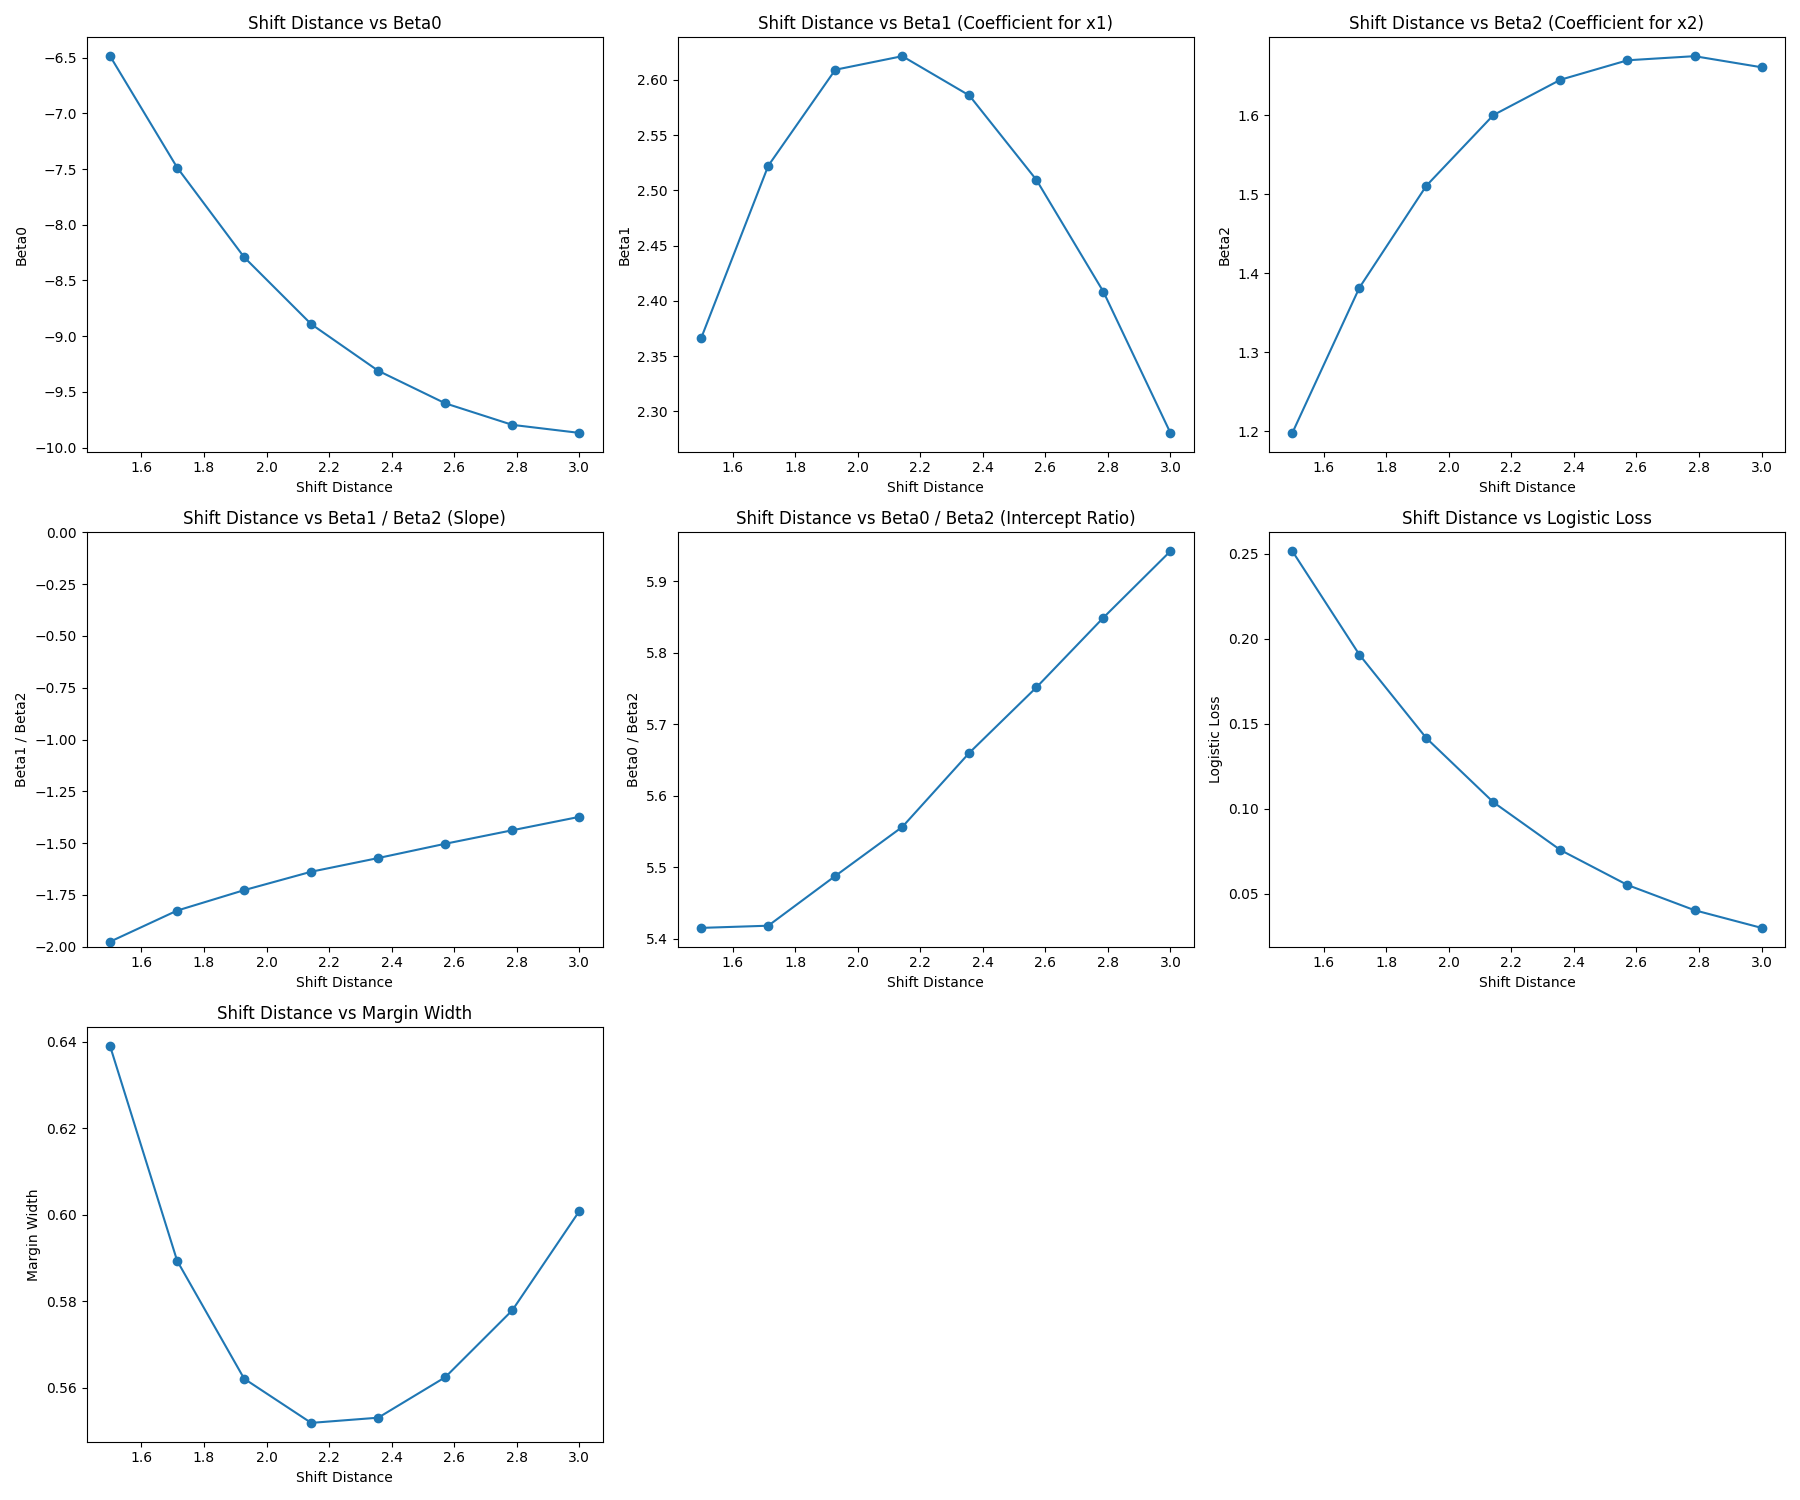 Shift Distance vs Beta0
Beta0
−6.5
−7.0
−7.5
−8.0
−8.5
−9.0
−9.5
−10.0
1.6 1.8 2.0 2.2 2.4 2.6 2.8 3.0
Shift Distance
Shift Distance vs Beta1 (Coefficient for x1)
Beta1
2.60
2.55
2.50
2.45
2.40
2.35
2.30
1.6 1.8 2.0 2.2 2.4 2.6 2.8 3.0
Shift Distance
Shift Distance vs Beta2 (Coefficient for x2)
Beta2
1.6
1.5
1.4
1.3
1.2
1.6 1.8 2.0 2.2 2.4 2.6 2.8 3.0
Shift Distance
Shift Distance vs Beta1 / Beta2 (Slope)
Beta1 / Beta2
0.00
−0.25
−0.50
−0.75
−1.00
−1.25
−1.50
−1.75
−2.00
1.6 1.8 2.0 2.2 2.4 2.6 2.8 3.0
Shift Distance
Shift Distance vs Beta0 / Beta2 (Intercept Ratio)
Beta0 / Beta2
5.9
5.8
5.7
5.6
5.5
5.4
1.6 1.8 2.0 2.2 2.4 2.6 2.8 3.0
Shift Distance
Shift Distance vs Logistic Loss
Logistic Loss
0.25
0.20
0.15
0.10
0.05
1.6 1.8 2.0 2.2 2.4 2.6 2.8 3.0
Shift Distance
Shift Distance vs Margin Width
Margin Width
0.64
0.62
0.60
0.58
0.56
1.6 1.8 2.0 2.2 2.4 2.6 2.8 3.0
Shift Distance